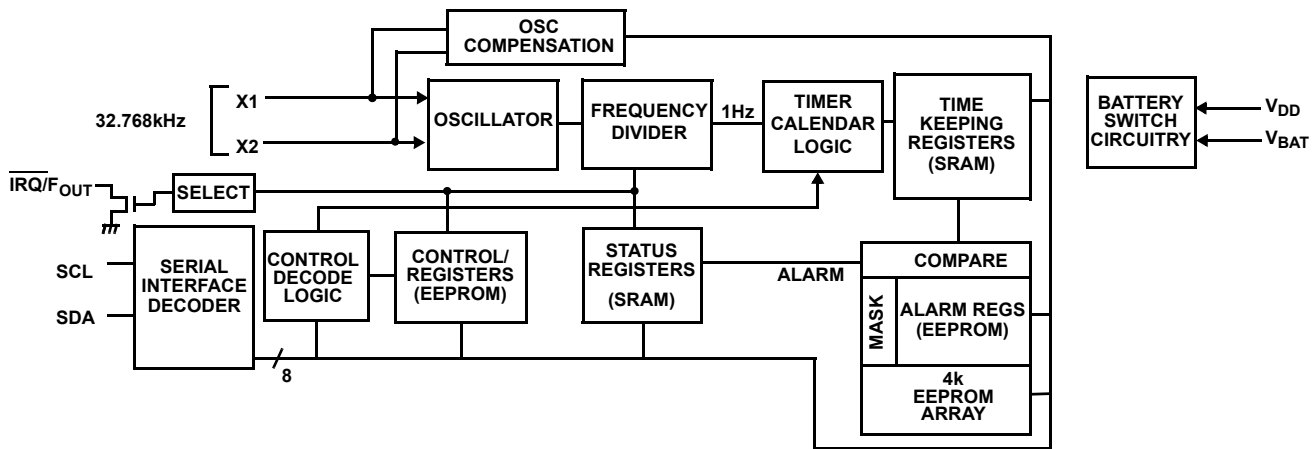 OSC
COMPENSATION
32.768kHz
X1
X2
OSCILLATOR
FREQUENCY
DIVIDER
1Hz
TIMER
CALENDAR
LOGIC
TIME
KEEPING
REGISTERS
(SRAM)
BATTERY
SWITCH
CIRCUITRY
VDD
VBAT
IRQ/FOUT
SELECT
SCL
SDA
SERIAL
INTERFACE
DECODER
CONTROL
DECODE
LOGIC
CONTROL/
REGISTERS
(EEPROM)
STATUS
REGISTERS
(SRAM)
ALARM
COMPARE
MASK
ALARM REGS
(EEPROM)
4k
EEPROM
ARRAY
8